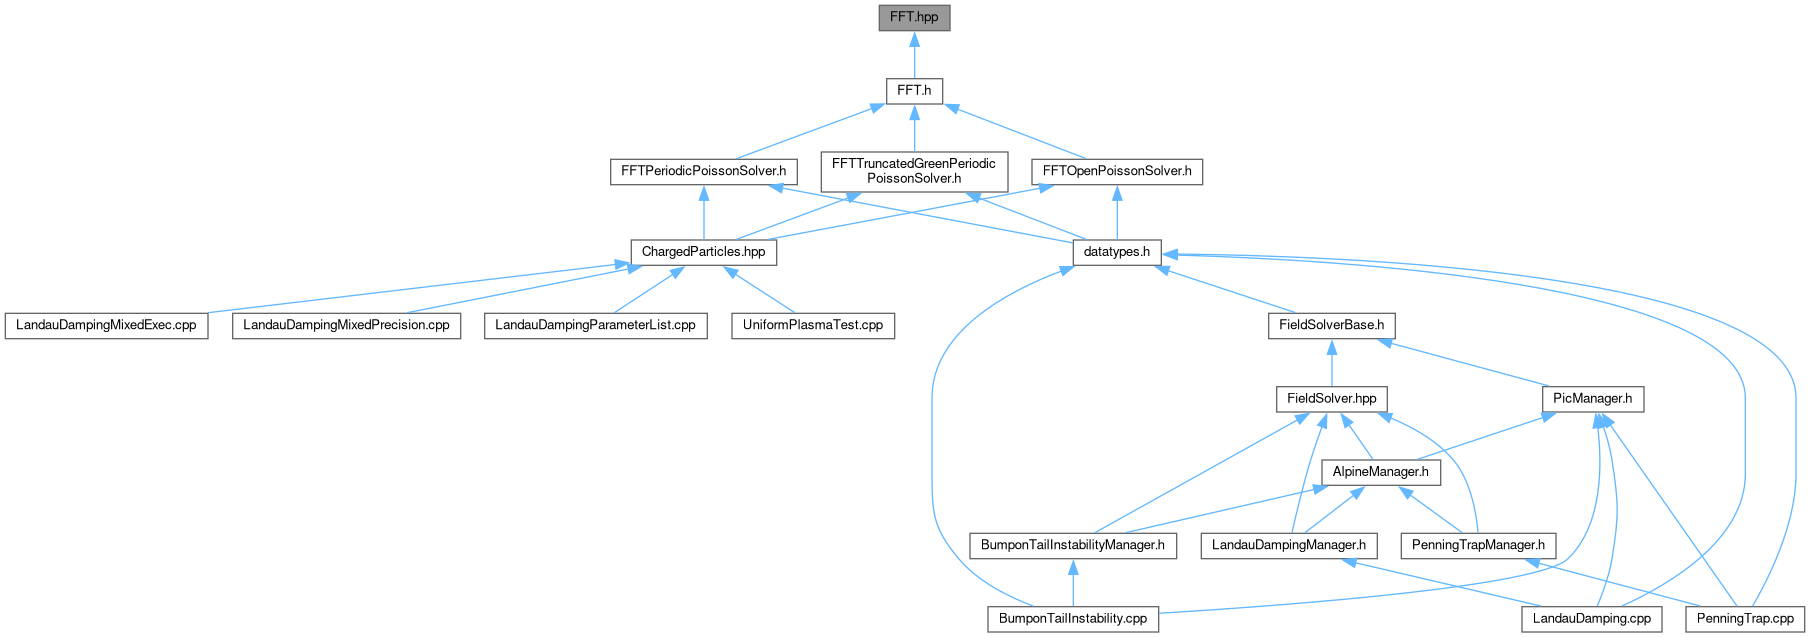 FFT.hpp
FFT.h
FFTPeriodicPoissonSolver.h
FFTTruncatedGreenPeriodic
PoissonSolver.h
FFTOpenPoissonSolver.h
ChargedParticles.hpp
datatypes.h
LandauDampingMixedExec.cpp
LandauDampingMixedPrecision.cpp
LandauDampingParameterList.cpp
UniformPlasmaTest.cpp
FieldSolverBase.h
FieldSolver.hpp
PicManager.h
AlpineManager.h
BumponTailInstabilityManager.h
LandauDampingManager.h
PenningTrapManager.h
BumponTailInstability.cpp
LandauDamping.cpp
PenningTrap.cpp